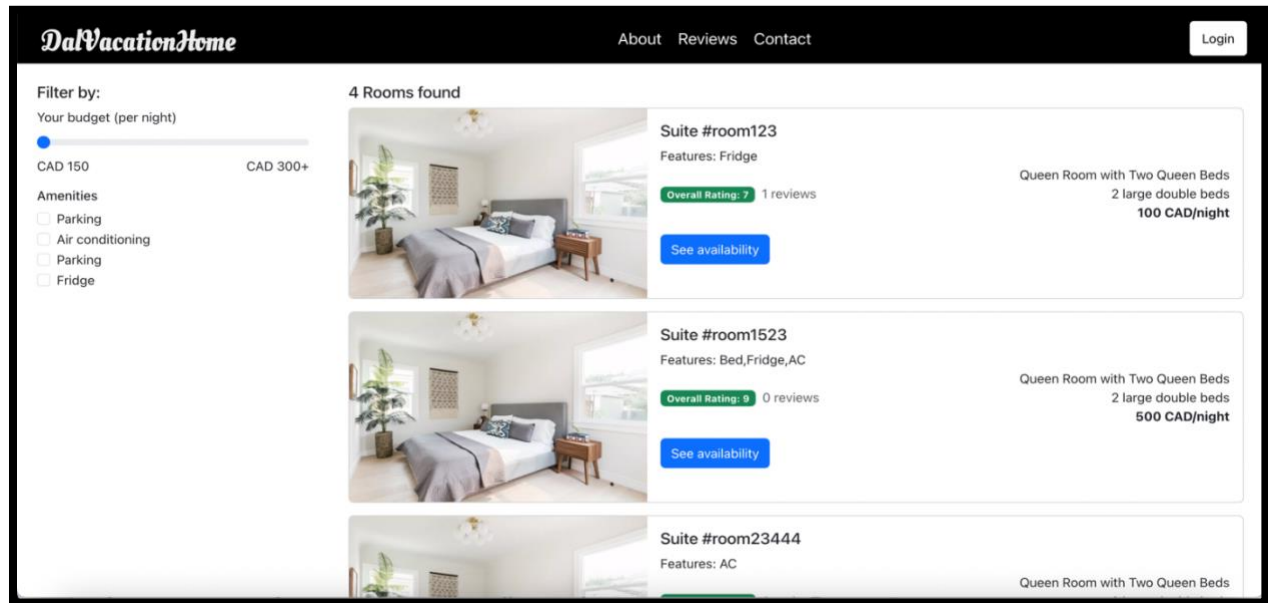 DalVacationHome
About Reviews Contact
Login
Filter by:
Your budget (per night)
CAD 150 CAD 300+
Amenities
Parking
Air conditioning
Parking
Fridge
4 Rooms found
Suite #room123
Features: Fridge
Overall Rating: 7 1 reviews
See availability
Queen Room with Two Queen Beds
2 large double beds
100 CAD/night
Suite #room1523
Features: Bed,Fridge,AC
Overall Rating: 9 0 reviews
See availability
Queen Room with Two Queen Beds
2 large double beds
500 CAD/night
Suite #room23444
Features: AC
Queen Room with Two Queen Beds